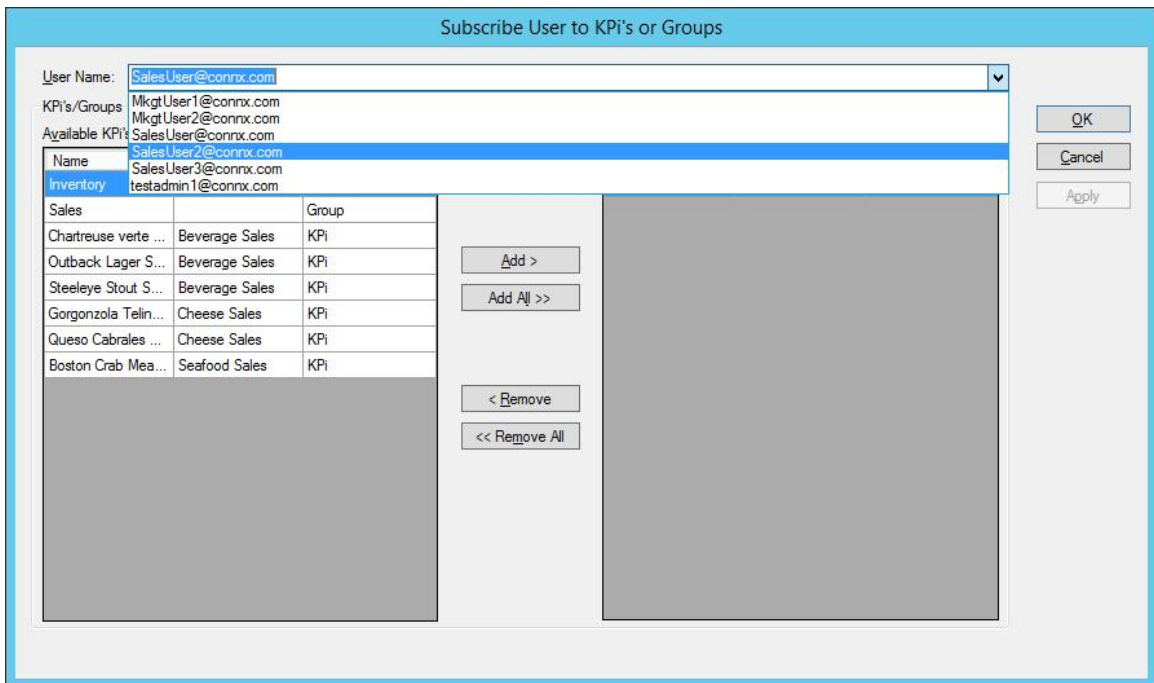 Subscribe User to KPi's or Groups
User Name: SalesUser@connx.com
MkgtUser1@connx.com
KPi's/Groups
MkgtUser2@connx.com
OK
Available KPi's
SalesUser@connx.com
Name
SalesUser2@connx.com
Cancel
SalesUser3@connx.com
Inventory
testadmin1@connx.com
Apply
Sales Group
Chartreuse verte ... Beverage Sales KPi
Outback Lager S... Beverage Sales KPi
Add >
Steeleye Stout S... Beverage Sales KPi
Add All >>
Gorgonzola Telin... Cheese Sales KPi
Queso Cabrales ... Cheese Sales KPi
Boston Crab Mea... Seafood Sales KPi
< Remove
<< Remove All